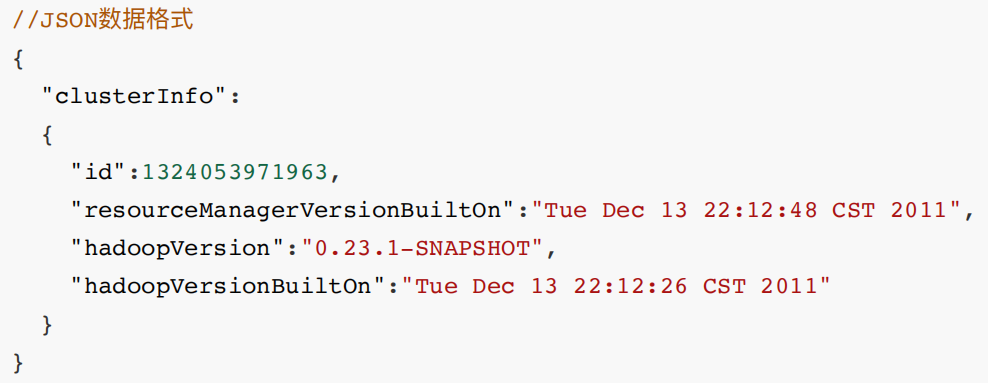 //JSON数据格式
{
  "clusterInfo":
  {
    "id":1324053971963,
    "resourceManagerVersionBuiltOn":"Tue Dec 13 22:12:48 CST 2011",
    "hadoopVersion":"0.23.1-SNAPSHOT",
    "hadoopVersionBuiltOn":"Tue Dec 13 22:12:26 CST 2011"
  }
}